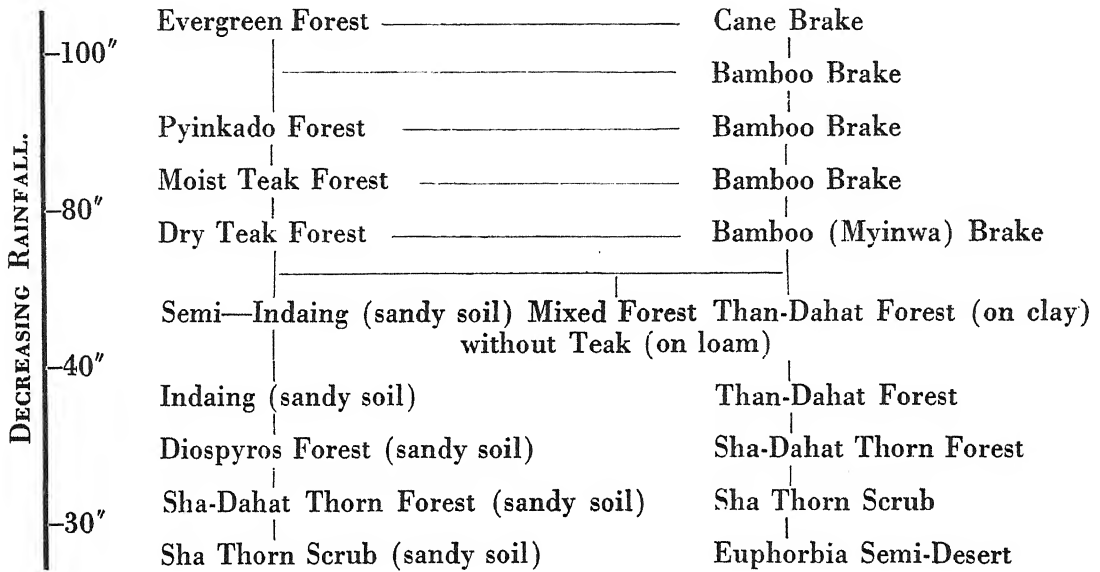 DECREASING RAINFALL.
Evergreen Forest Cane Brake
–100″
Bamboo Brake
Pyinkado Forest Bamboo Brake
Moist Teak Forest Bamboo Brake
–80″
Dry Teak Forest Bamboo (Myinwa) Brake
Semi—Indaing (sandy soil) Mixed Forest Than-Dahat Forest (on clay)
without Teak (on loam)
–40″
Indaing (sandy soil) Than-Dahat Forest
Diospyros Forest (sandy soil) Sha-Dahat Thorn Forest
Sha-Dahat Thorn Forest (sandy soil) Sha Thorn Scrub
–30″
Sha Thorn Scrub (sandy soil) Euphorbia Semi-Desert